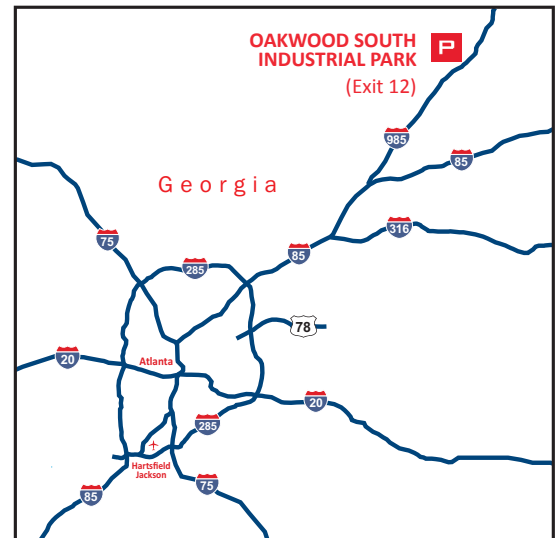 OAKWOOD SOUTH
INDUSTRIAL PARK
(Exit 12)
P
985
85
Georgia
316
75
285
85
78
Atlanta
20
20
285
Hartsfield
Jackson
85
75